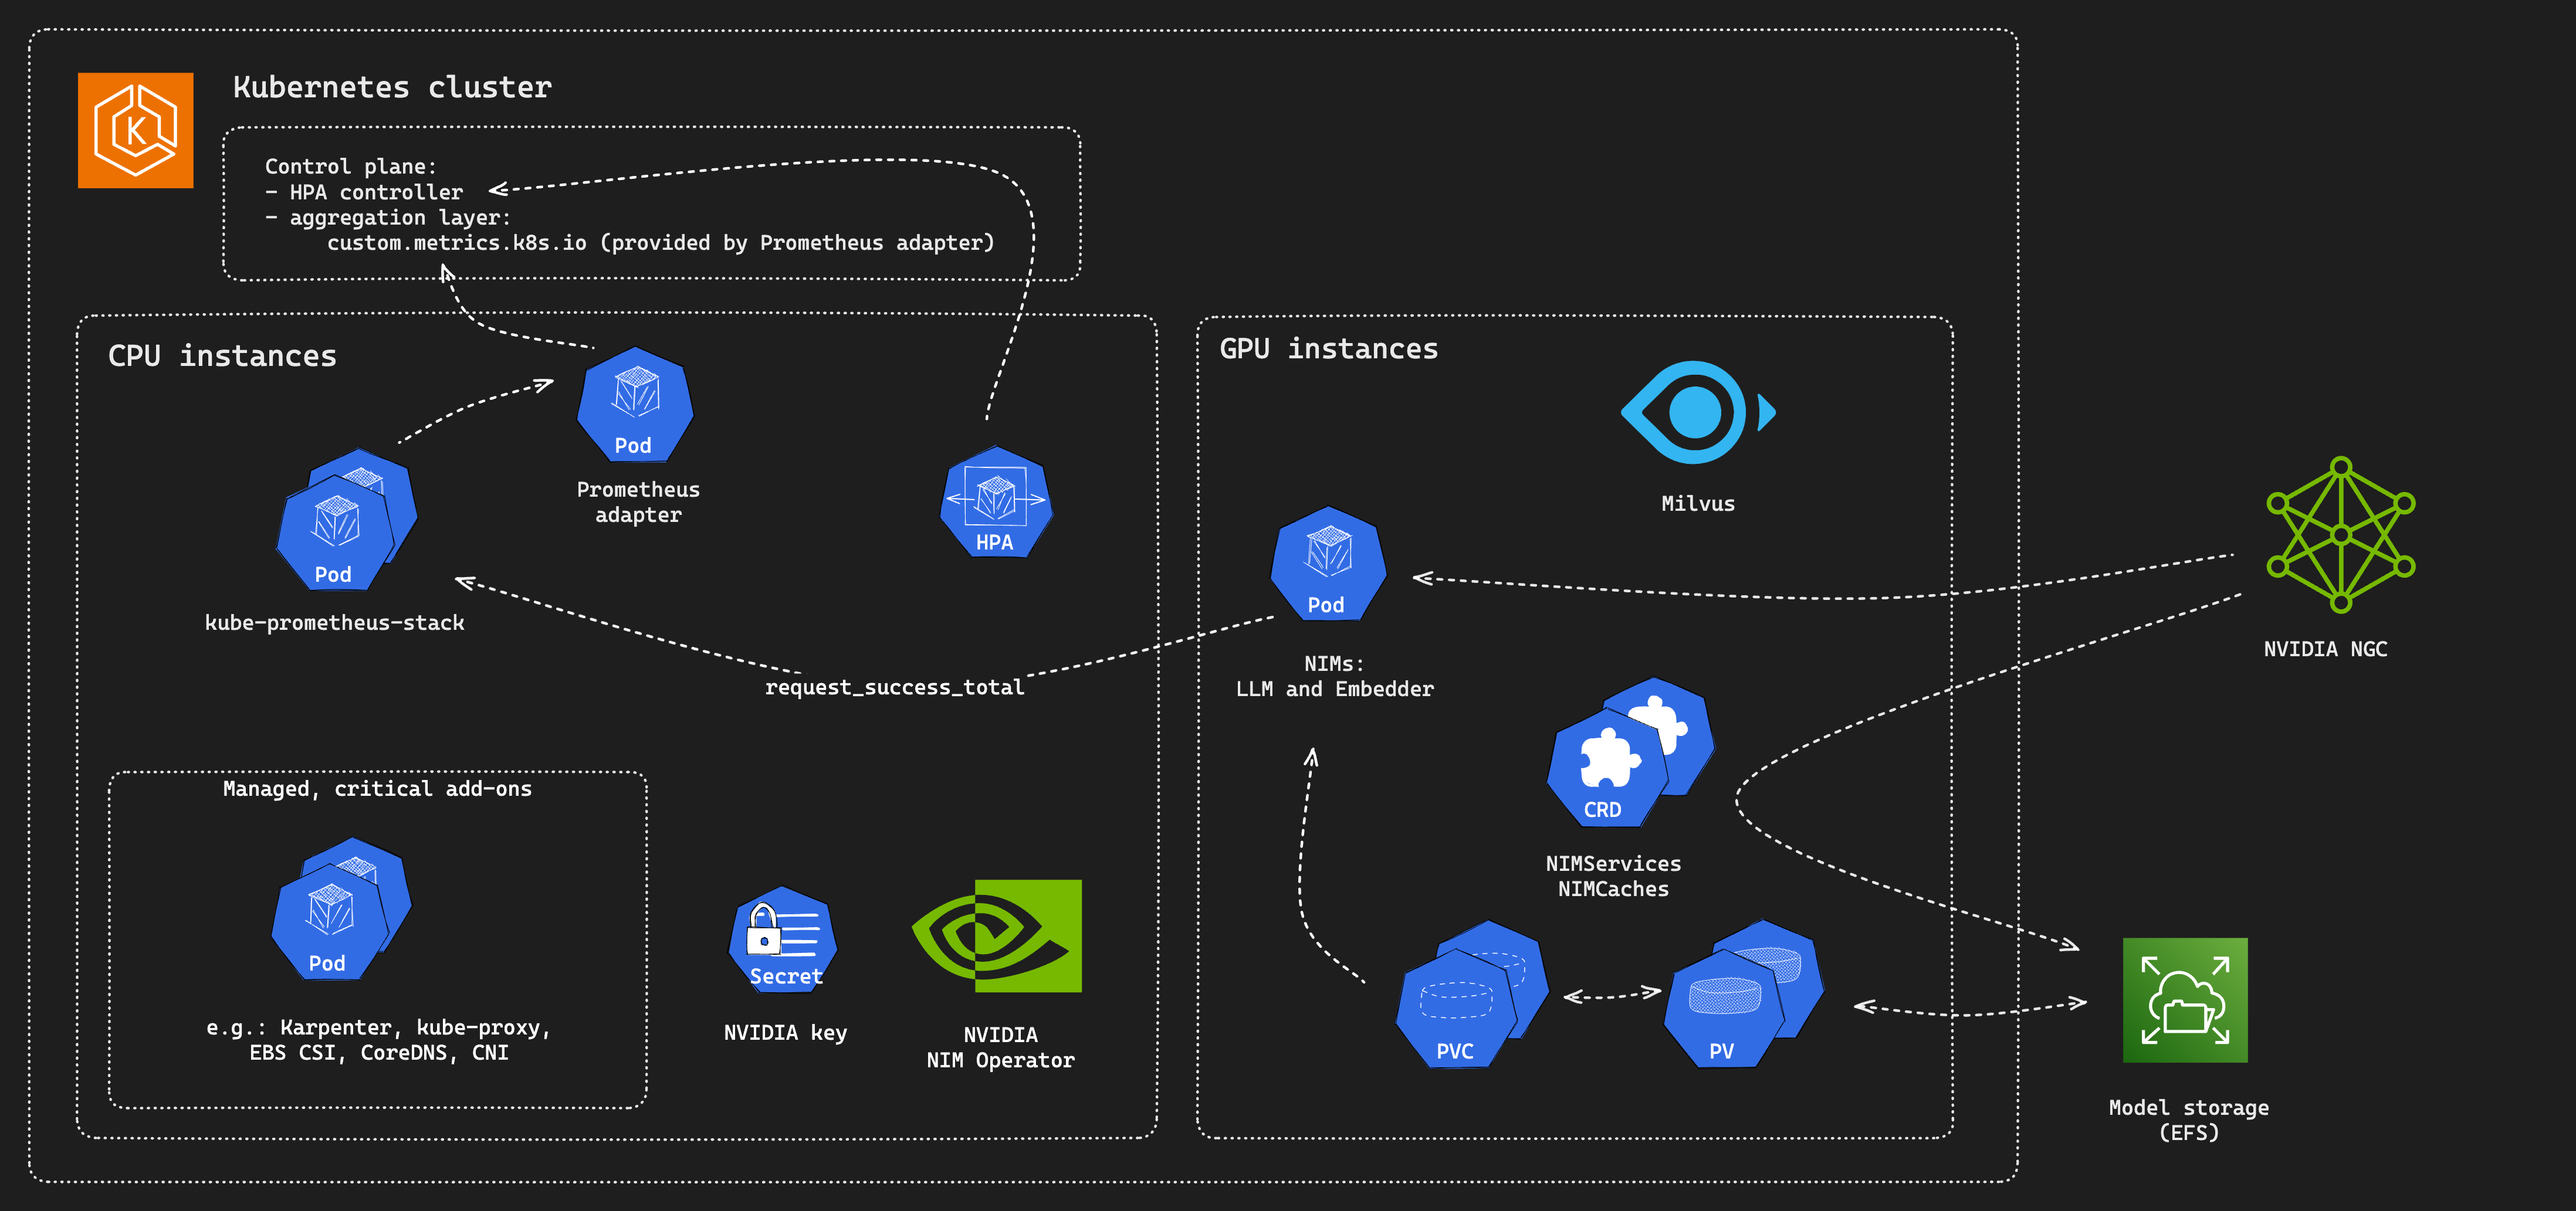 Kubernetes cluster
K
Control plane:
- HPA controller
- aggregation layer:
custom.metrics.k8s.io (provided by Prometheus adapter)
CPU instances
Pod
Prometheus
adapter
Pod
kube-prometheus-stack
HPA
request_success_total
Managed, critical add-ons
Pod
e.g.: Karpenter, kube-proxy,
EBS CSI, CoreDNS, CNI
Secret
NVIDIA key
NVIDIA
NIM Operator
GPU instances
Milvus
Pod
NIMs:
LLM and Embedder
CRD
NIMServices
NIMCaches
PVC
PV
NVIDIA NGC
Model storage
(EFS)